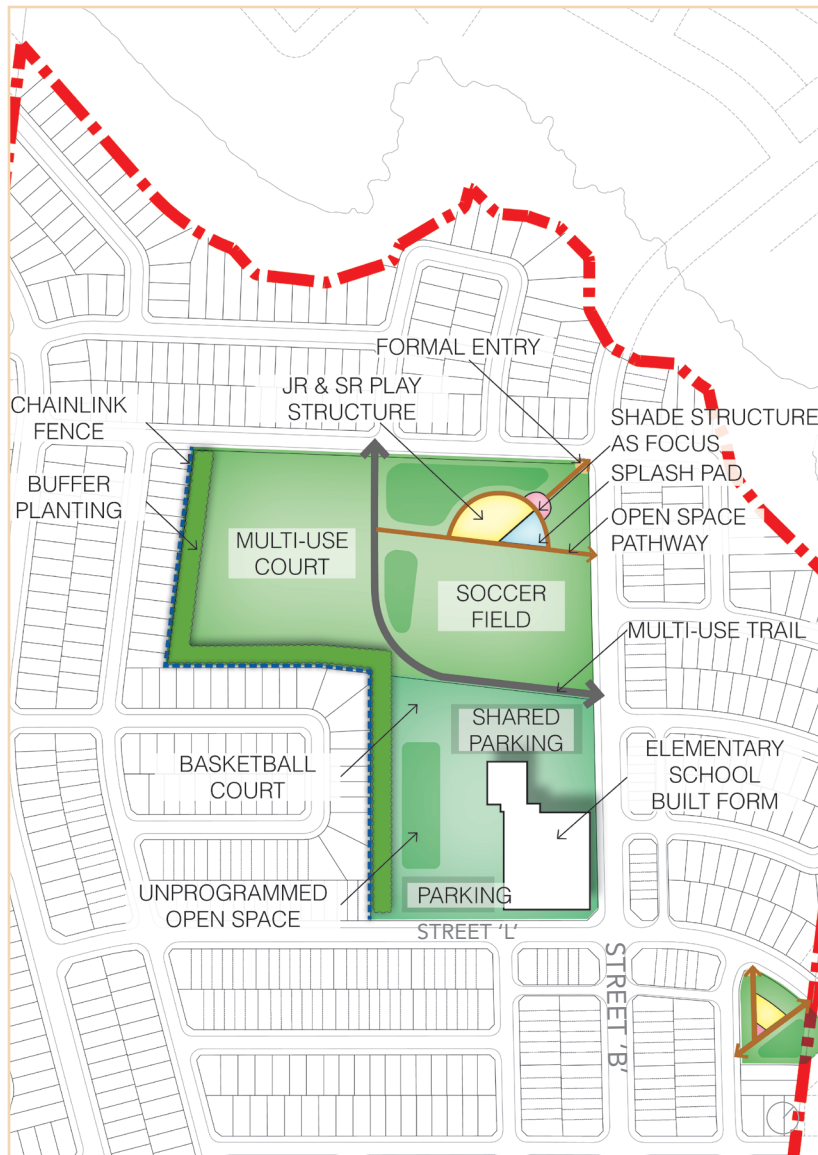 FORMAL ENTRY
JR & SR PLAY
STRUCTURE
CHAINLINK
FENCE
SHADE STRUCTURE
AS FOCUS
SPLASH PAD
BUFFER
PLANTING
OPEN SPACE
PATHWAY
MULTI-USE
COURT
SOCCER
FIELD
MULTI-USE TRAIL
SHARED
PARKING
BASKETBALL
COURT
ELEMENTARY
SCHOOL
BUILT FORM
UNPROGRAMMED
OPEN SPACE
PARKING
STREET 'L'
STREET 'B'